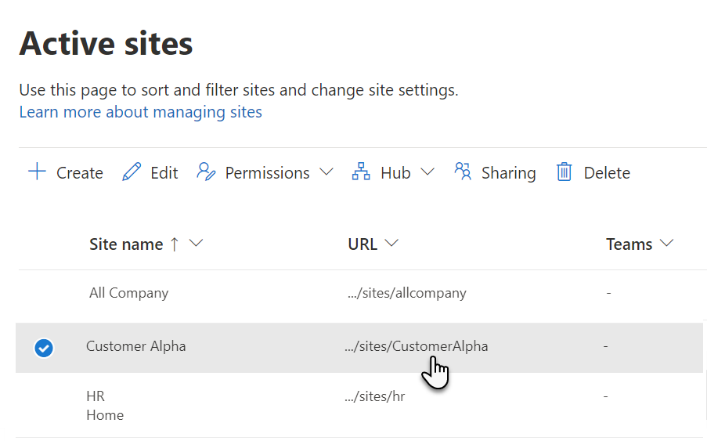 Active sites
Use this page to sort and filter sites and change site settings.
Learn more about managing sites
Create Edit Permissions Hub Sharing Delete
Site name ↑ URL Teams
All Company .../sites/allcompany -
Customer Alpha .../sites/CustomerAlpha -
HR .../sites/hr -
Home